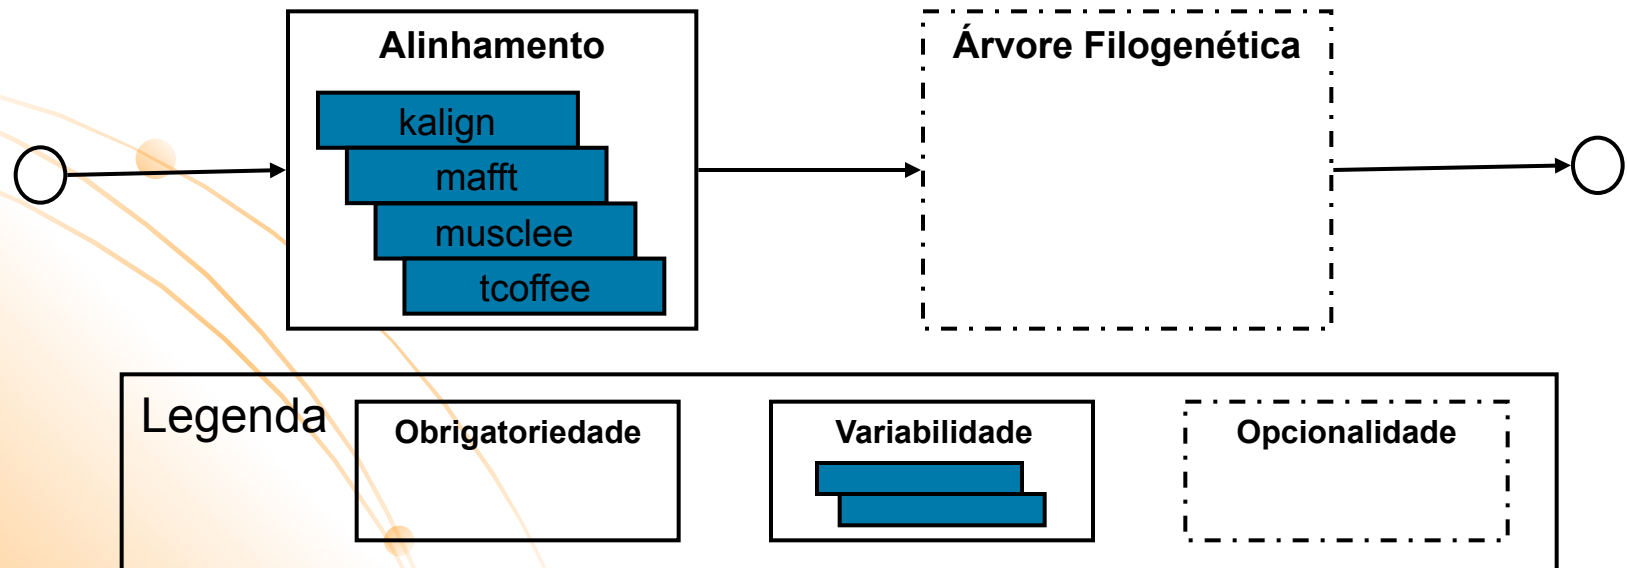 Alinhamento
Árvore Filogenética
kalign
mafft
musclee
tcoffee
Legenda
Obrigatoriedade
Variabilidade
Opcionalidade